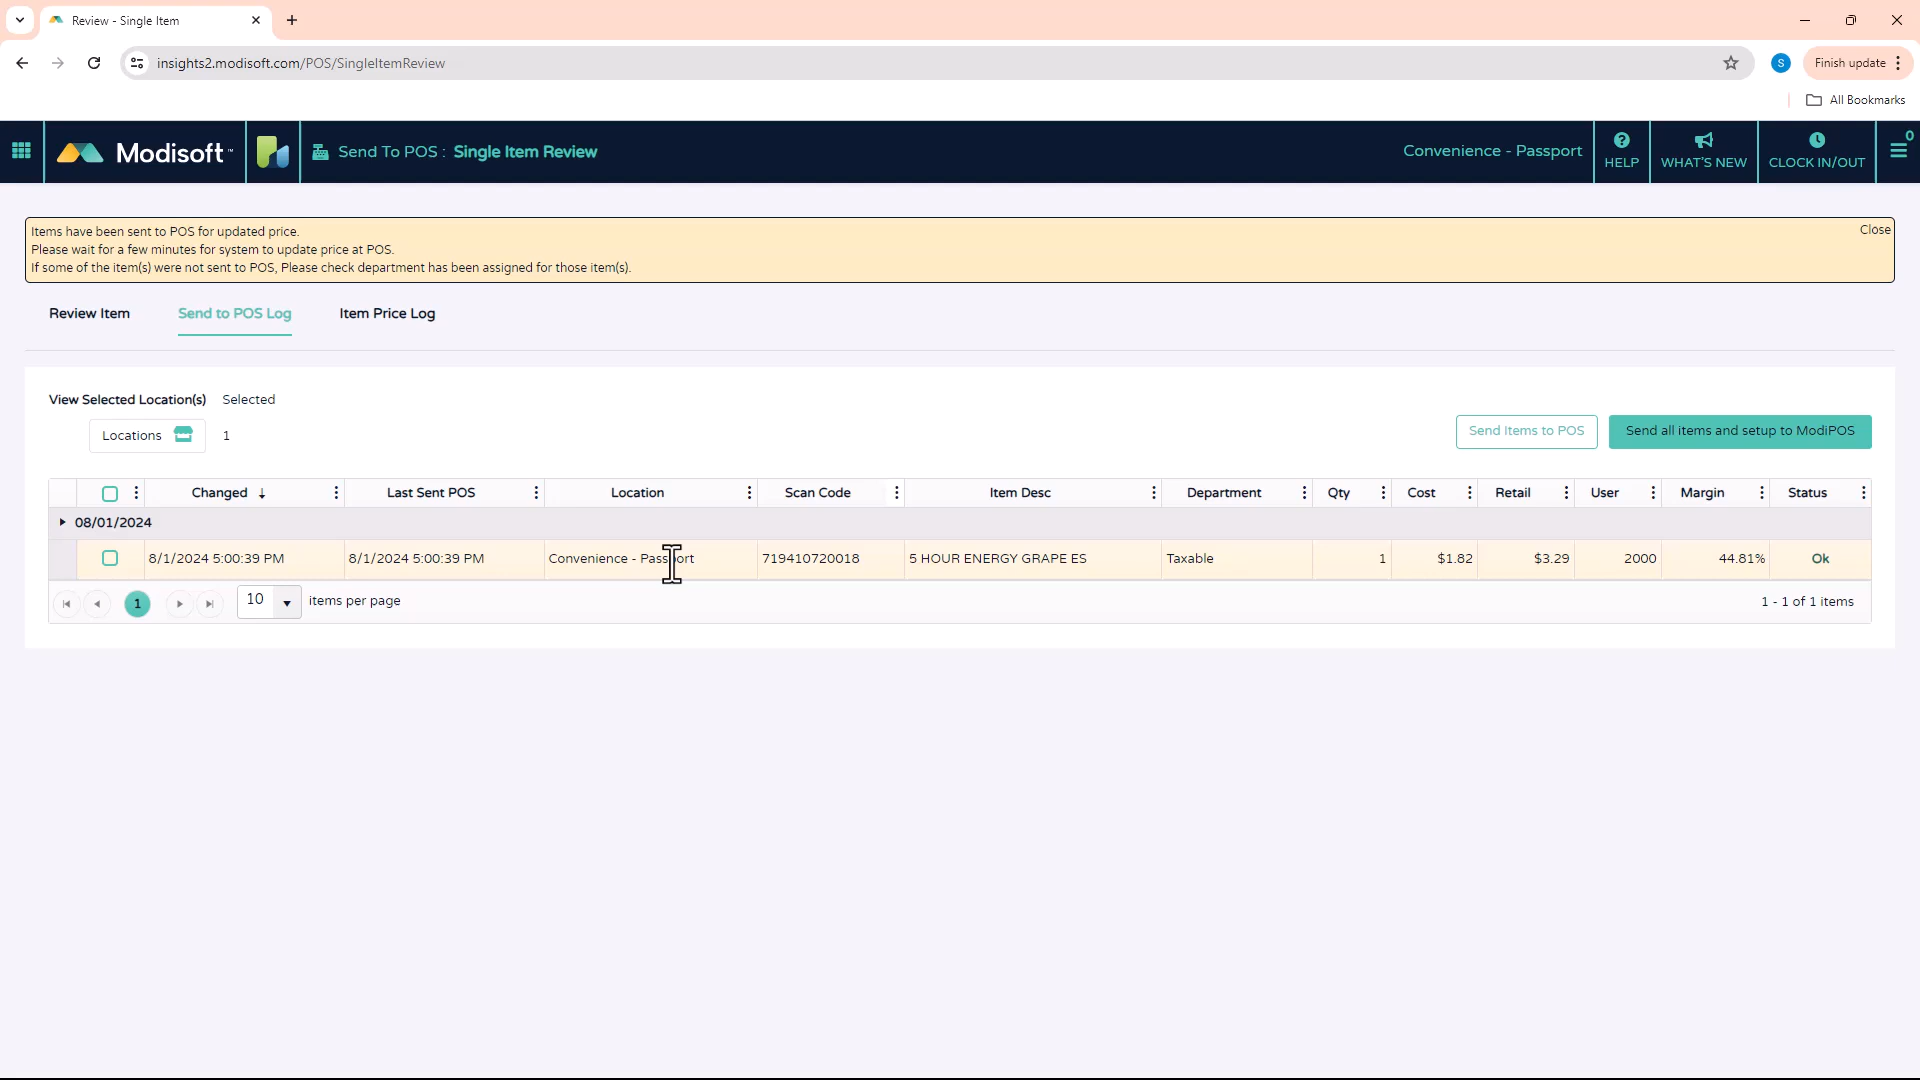 Review - Single Item
insights2.modisoft.com/POS/SingleItemReview
S
Finish update
All Bookmarks
Modisoft™
Send To POS : Single Item Review
Convenience - Passport
HELP
WHAT'S NEW
CLOCK IN/OUT
0
Items have been sent to POS for updated price.
Close
Please wait for a few minutes for system to update price at POS.
If some of the item(s) were not sent to POS, Please check department has been assigned for those item(s).
Review Item Send to POS Log Item Price Log
View Selected Location(s) Selected
Locations 1
Send Items to POS Send all items and setup to ModiPOS
Changed ↓ Last Sent POS Location Scan Code Item Desc Department Qty Cost Retail User Margin Status
08/01/2024
8/1/2024 5:00:39 PM 8/1/2024 5:00:39 PM Convenience - Passport 719410720018 5 HOUR ENERGY GRAPE ES Taxable 1 $1.82 $3.29 2000 44.81% Ok
1 10 items per page 1 - 1 of 1 items